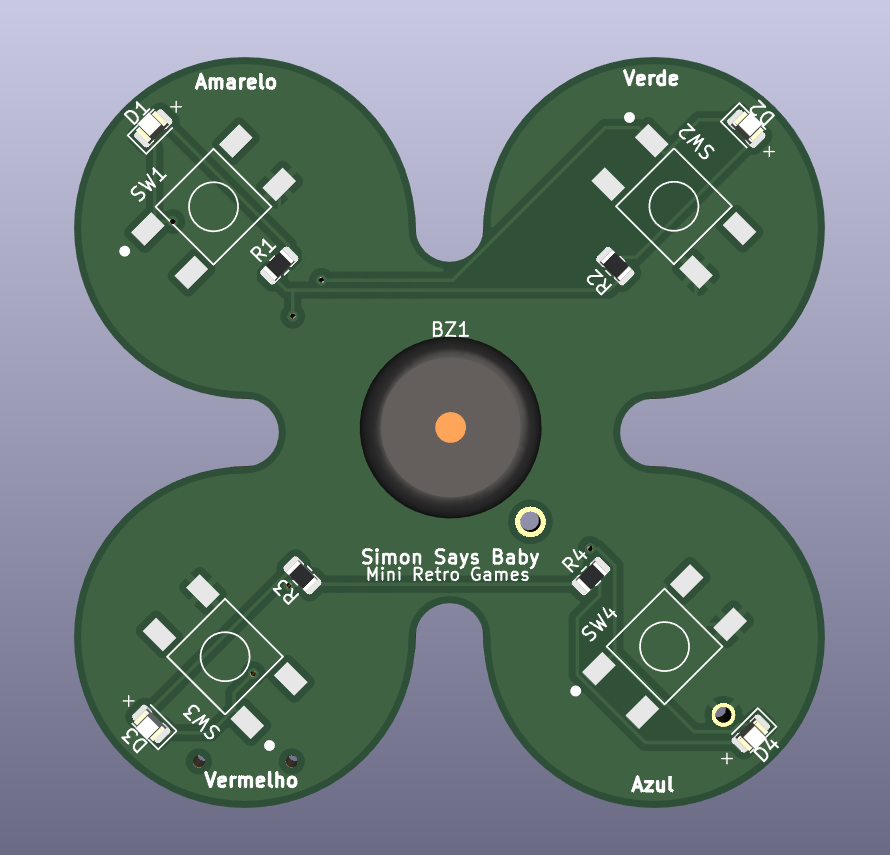 Amarelo
Verde
D1
D2
SW1
SW2
R1
R2
BZ1
Simon Says Baby
Mini Retro Games
R3
R4
SW4
SW3
D3
D4
Vermelho
Azul